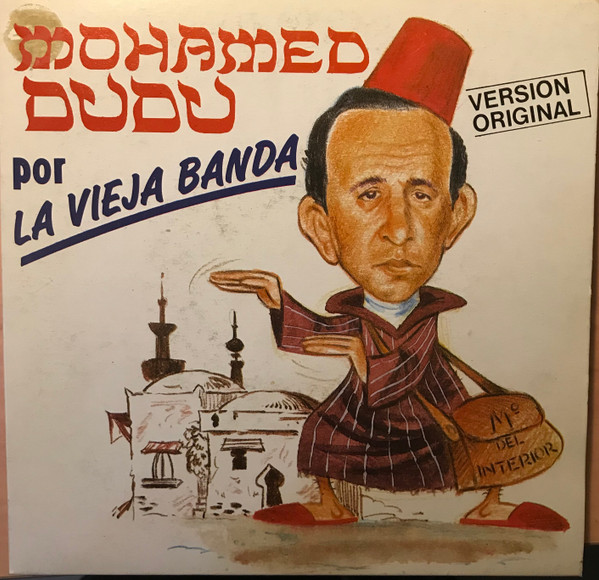 MOHAMED
DUDU
por
LA VIEJA BANDA
VERSION
ORIGINAL
Mº
DEL
INTERIOR